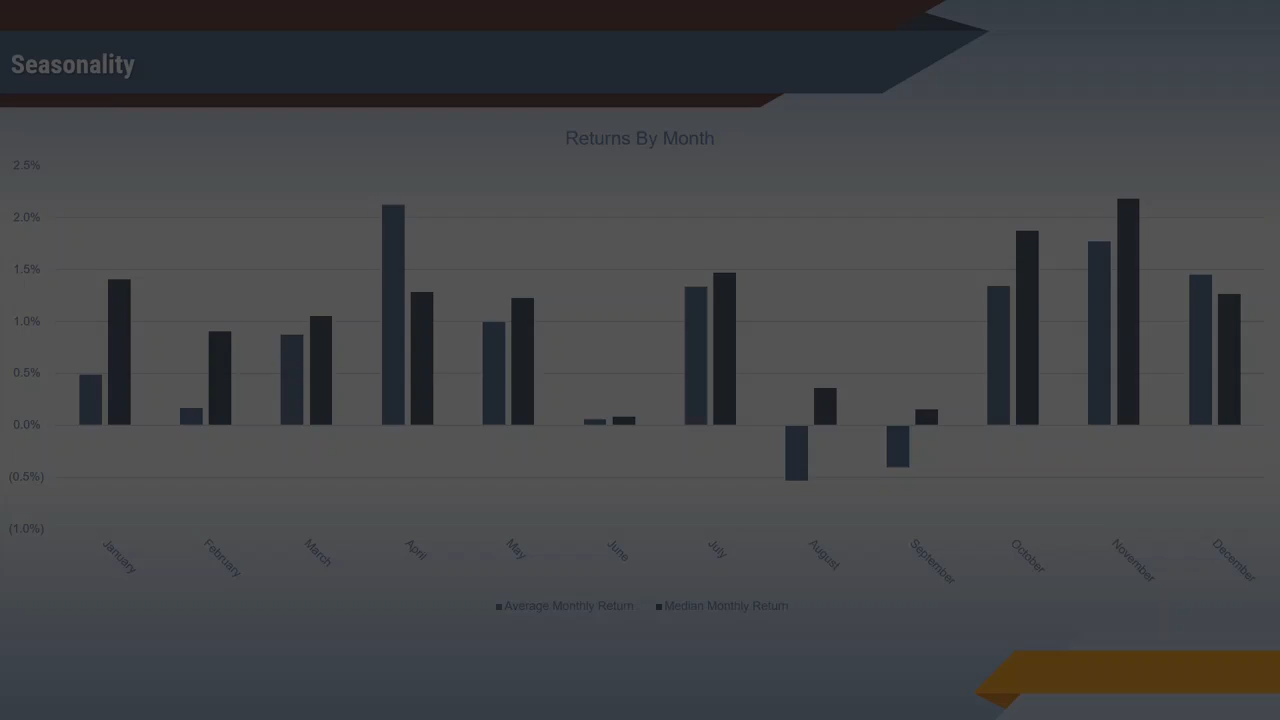 Seasonality
Returns By Month
2.5%
2.0%
1.5%
1.0%
0.5%
0.0%
(0.5%)
(1.0%)
January
February
March
April
May
June
July
August
September
October
November
December
Average Monthly Return
Median Monthly Return